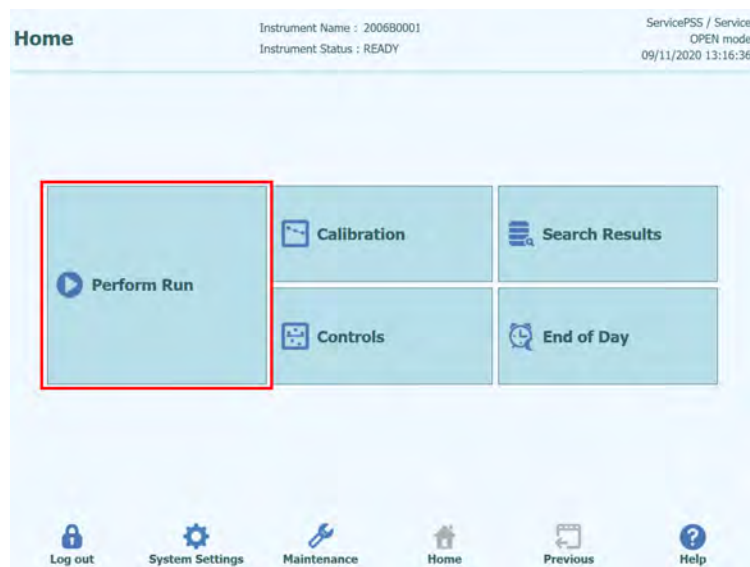 Home
Instrument Name : 2006B0001
Instrument Status : READY
ServicePSS / Service
OPEN mode
09/11/2020 13:16:36
Perform Run
Calibration
Search Results
Controls
End of Day
Log out
System Settings
Maintenance
Home
Previous
Help